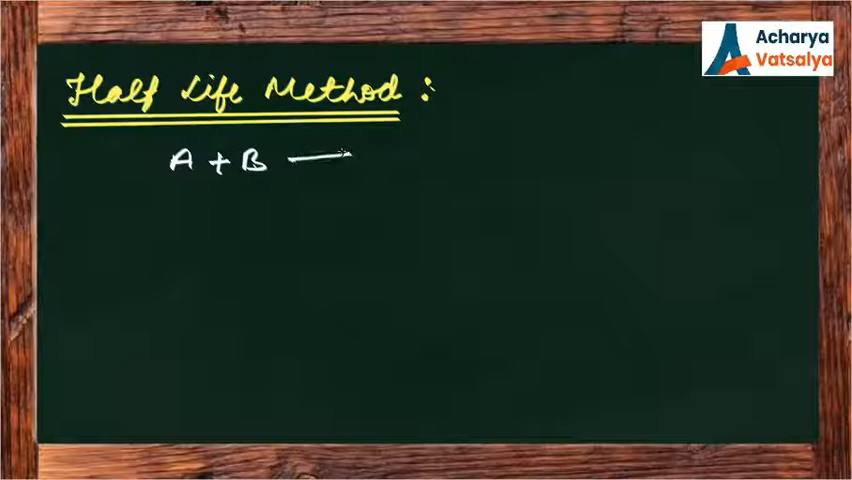 Acharya
Vatsalya
Half Life Method :
A + B —